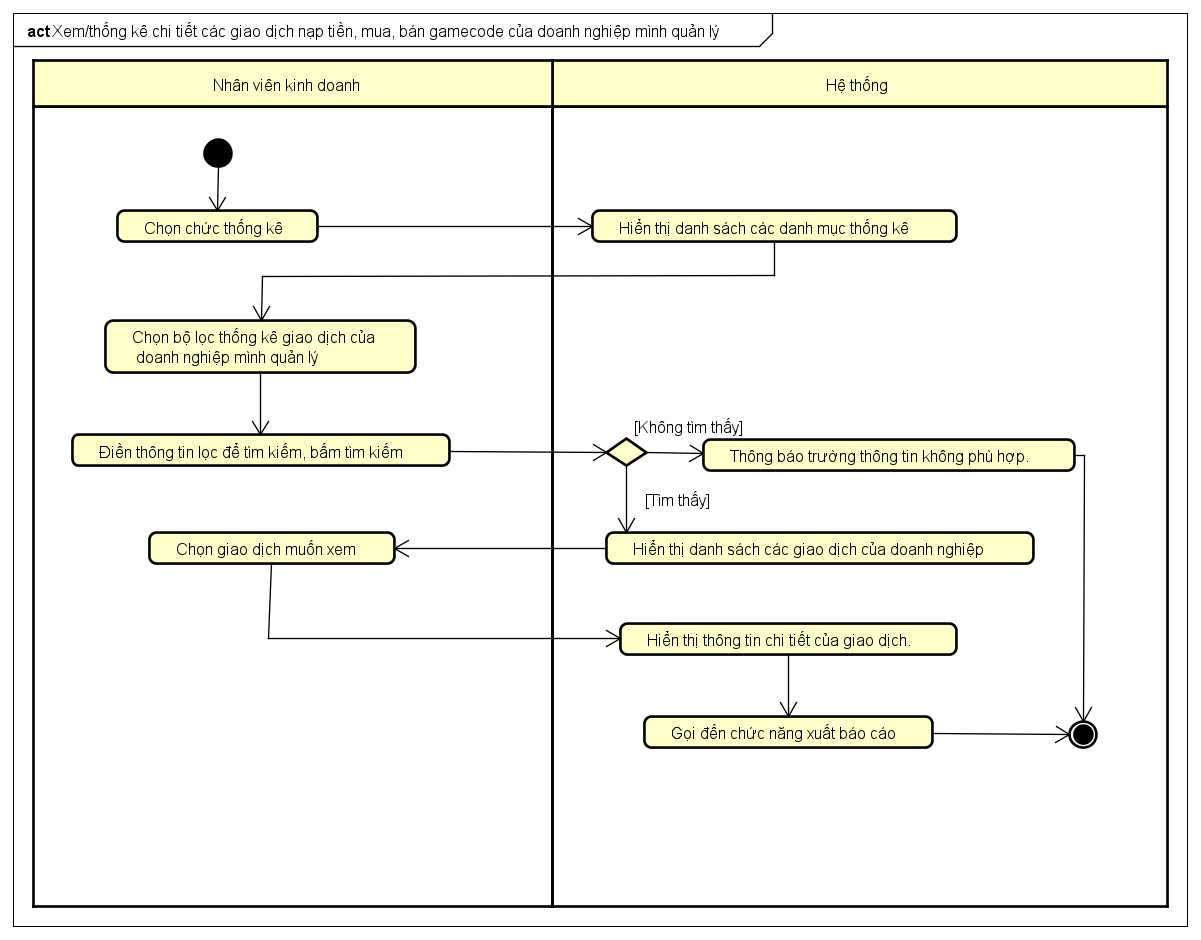 act Xem/thống kê chi tiết các giao dịch nạp tiền, mua, bán gamecode của doanh nghiệp mình quản lý
Nhân viên kinh doanh
Hệ thống
Chọn chức thống kê
Hiển thị danh sách các danh mục thống kê
Chọn bộ lọc thống kê giao dịch của
doanh nghiệp mình quản lý
[Không tìm thấy]
Điền thông tin lọc để tìm kiếm, bấm tìm kiếm
Thông báo trường thông tin không phù hợp.
[Tìm thấy]
Chọn giao dịch muốn xem
Hiển thị danh sách các giao dịch của doanh nghiệp
Hiển thị thông tin chi tiết của giao dịch.
Gọi đến chức năng xuất báo cáo